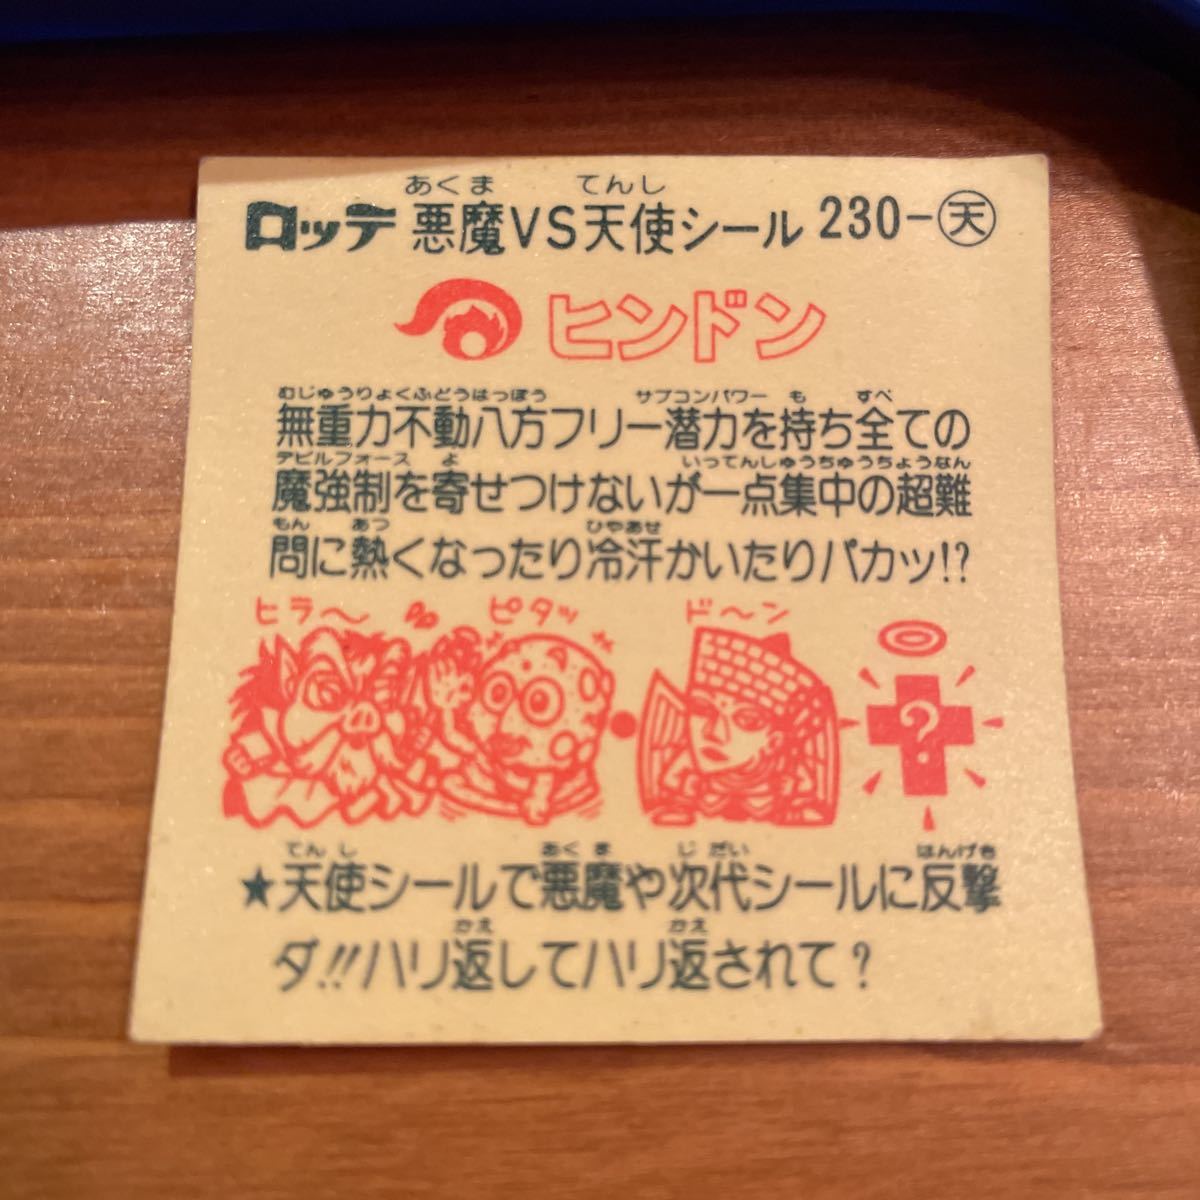 あくま てんし
ロッテ 悪魔VS天使シール 230-天
ヒンドン
むじゅうりょくふどうはっぽう サブコンパワー も すべ
無重力不動八方フリー潜力を持ち全ての
デビルフォース よ いってんしゅうちゅうちょうなん
魔強制を寄せつけないが一点集中の超難
もん あつ ひやあせ
問に熱くなったり冷汗かいたりパカッ!?
ヒラ〜 ピタッ ド〜ン
?
てんし あくま じだい はんげき
★天使シールで悪魔や次代シールに反撃
かえ かえ
ダ!!ハリ返してハリ返されて?